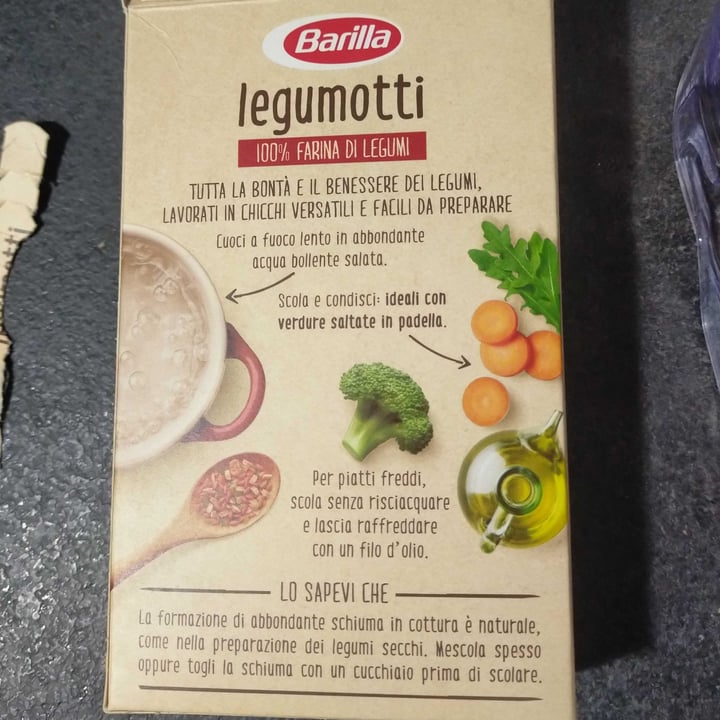 Barilla
legumotti
100% FARINA DI LEGUMI
TUTTA LA BONTÀ E IL BENESSERE DEI LEGUMI,
LAVORATI IN CHICCHI VERSATILI E FACILI DA PREPARARE
Cuoci a fuoco lento in abbondante
acqua bollente salata.
Scola e condisci: ideali con
verdure saltate in padella.
Per piatti freddi,
scola senza risciacquare
e lascia raffreddare
con un filo d'olio.
LO SAPEVI CHE
La formazione di abbondante schiuma in cottura è naturale,
come nella preparazione dei legumi secchi. Mescola spesso
oppure togli la schiuma con un cucchiaio prima di scolare.